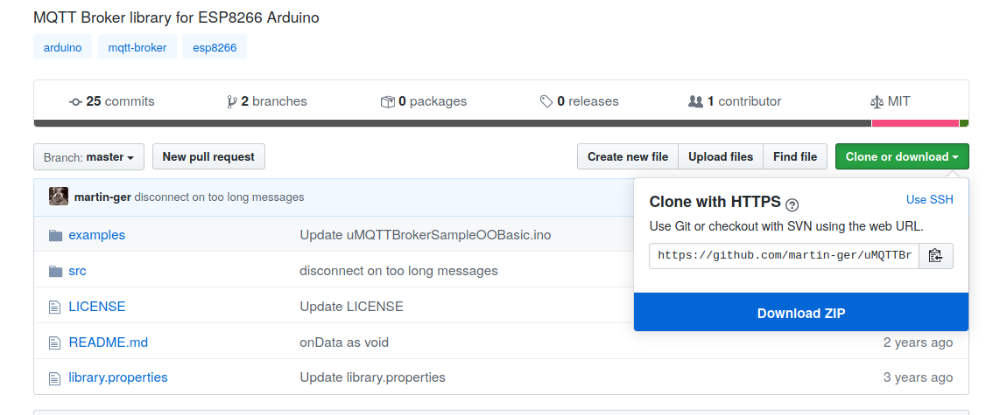 MQTT Broker library for ESP8266 Arduino
arduino mqtt-broker esp8266
25 commits 2 branches 0 packages 0 releases 1 contributor MIT
Branch: master New pull request Create new file Upload files Find file Clone or download
martin-ger disconnect on too long messages
Clone with HTTPS ? Use SSH
Use Git or checkout with SVN using the web URL.
https://github.com/martin-ger/uMQTTBr
Download ZIP
examples Update uMQTTBrokerSampleOOBasic.ino
src disconnect on too long messages
LICENSE Update LICENSE
README.md onData as void 2 years ago
library.properties Update library.properties 3 years ago